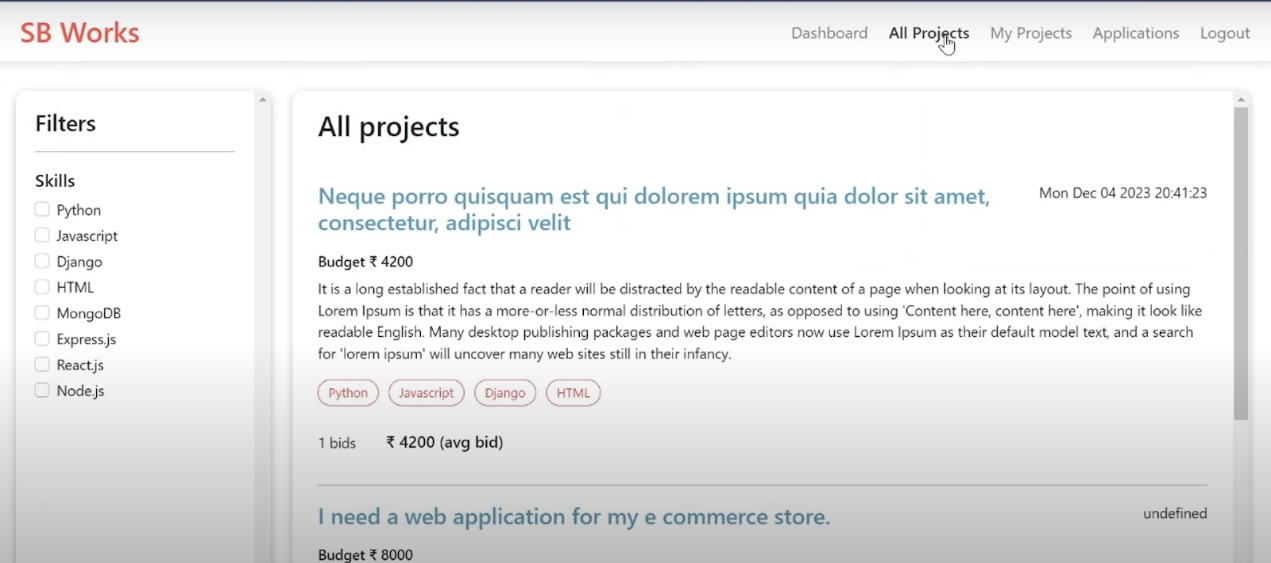 SB Works
Dashboard All Projects My Projects Applications Logout
Filters
Skills
Python
Javascript
Django
HTML
MongoDB
Express.js
React.js
Node.js
All projects
Neque porro quisquam est qui dolorem ipsum quia dolor sit amet,
consectetur, adipisci velit
Mon Dec 04 2023 20:41:23
Budget ₹ 4200
It is a long established fact that a reader will be distracted by the readable content of a page when looking at its layout. The point of using
Lorem Ipsum is that it has a more-or-less normal distribution of letters, as opposed to using 'Content here, content here', making it look like
readable English. Many desktop publishing packages and web page editors now use Lorem Ipsum as their default model text, and a search
for 'lorem ipsum' will uncover many web sites still in their infancy.
Python Javascript Django HTML
1 bids ₹ 4200 (avg bid)
I need a web application for my e commerce store.
undefined
Budget ₹ 8000